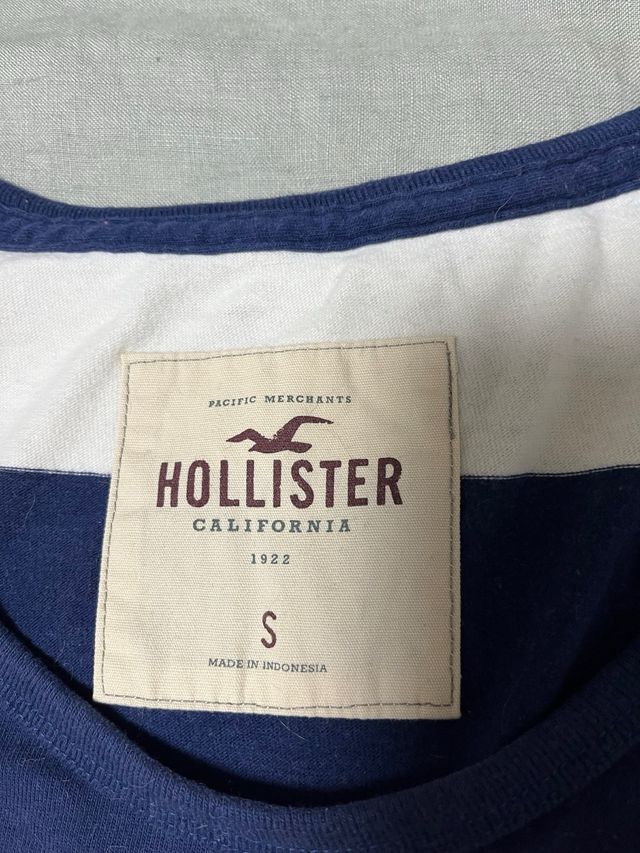 PACIFIC MERCHANTS
HOLLISTER
CALIFORNIA
1922
S
MADE IN INDONESIA